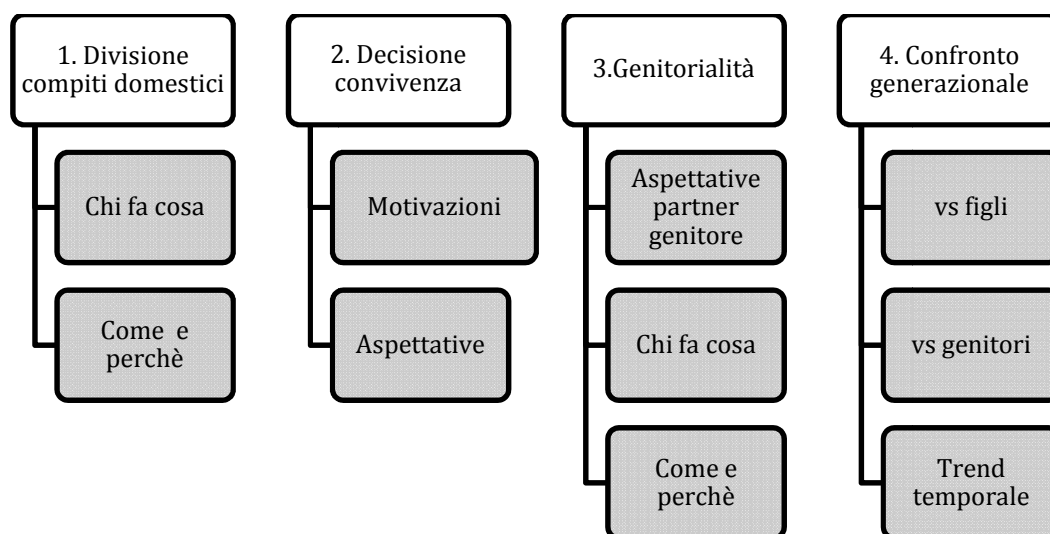 1. Divisione
compiti domestici
Chi fa cosa
Come e
perchè
2. Decisione
convivenza
Motivazioni
Aspettative
3.Genitorialità
Aspettative
partner
genitore
Chi fa cosa
Come e
perchè
4. Confronto
generazionale
vs figli
vs genitori
Trend
temporale